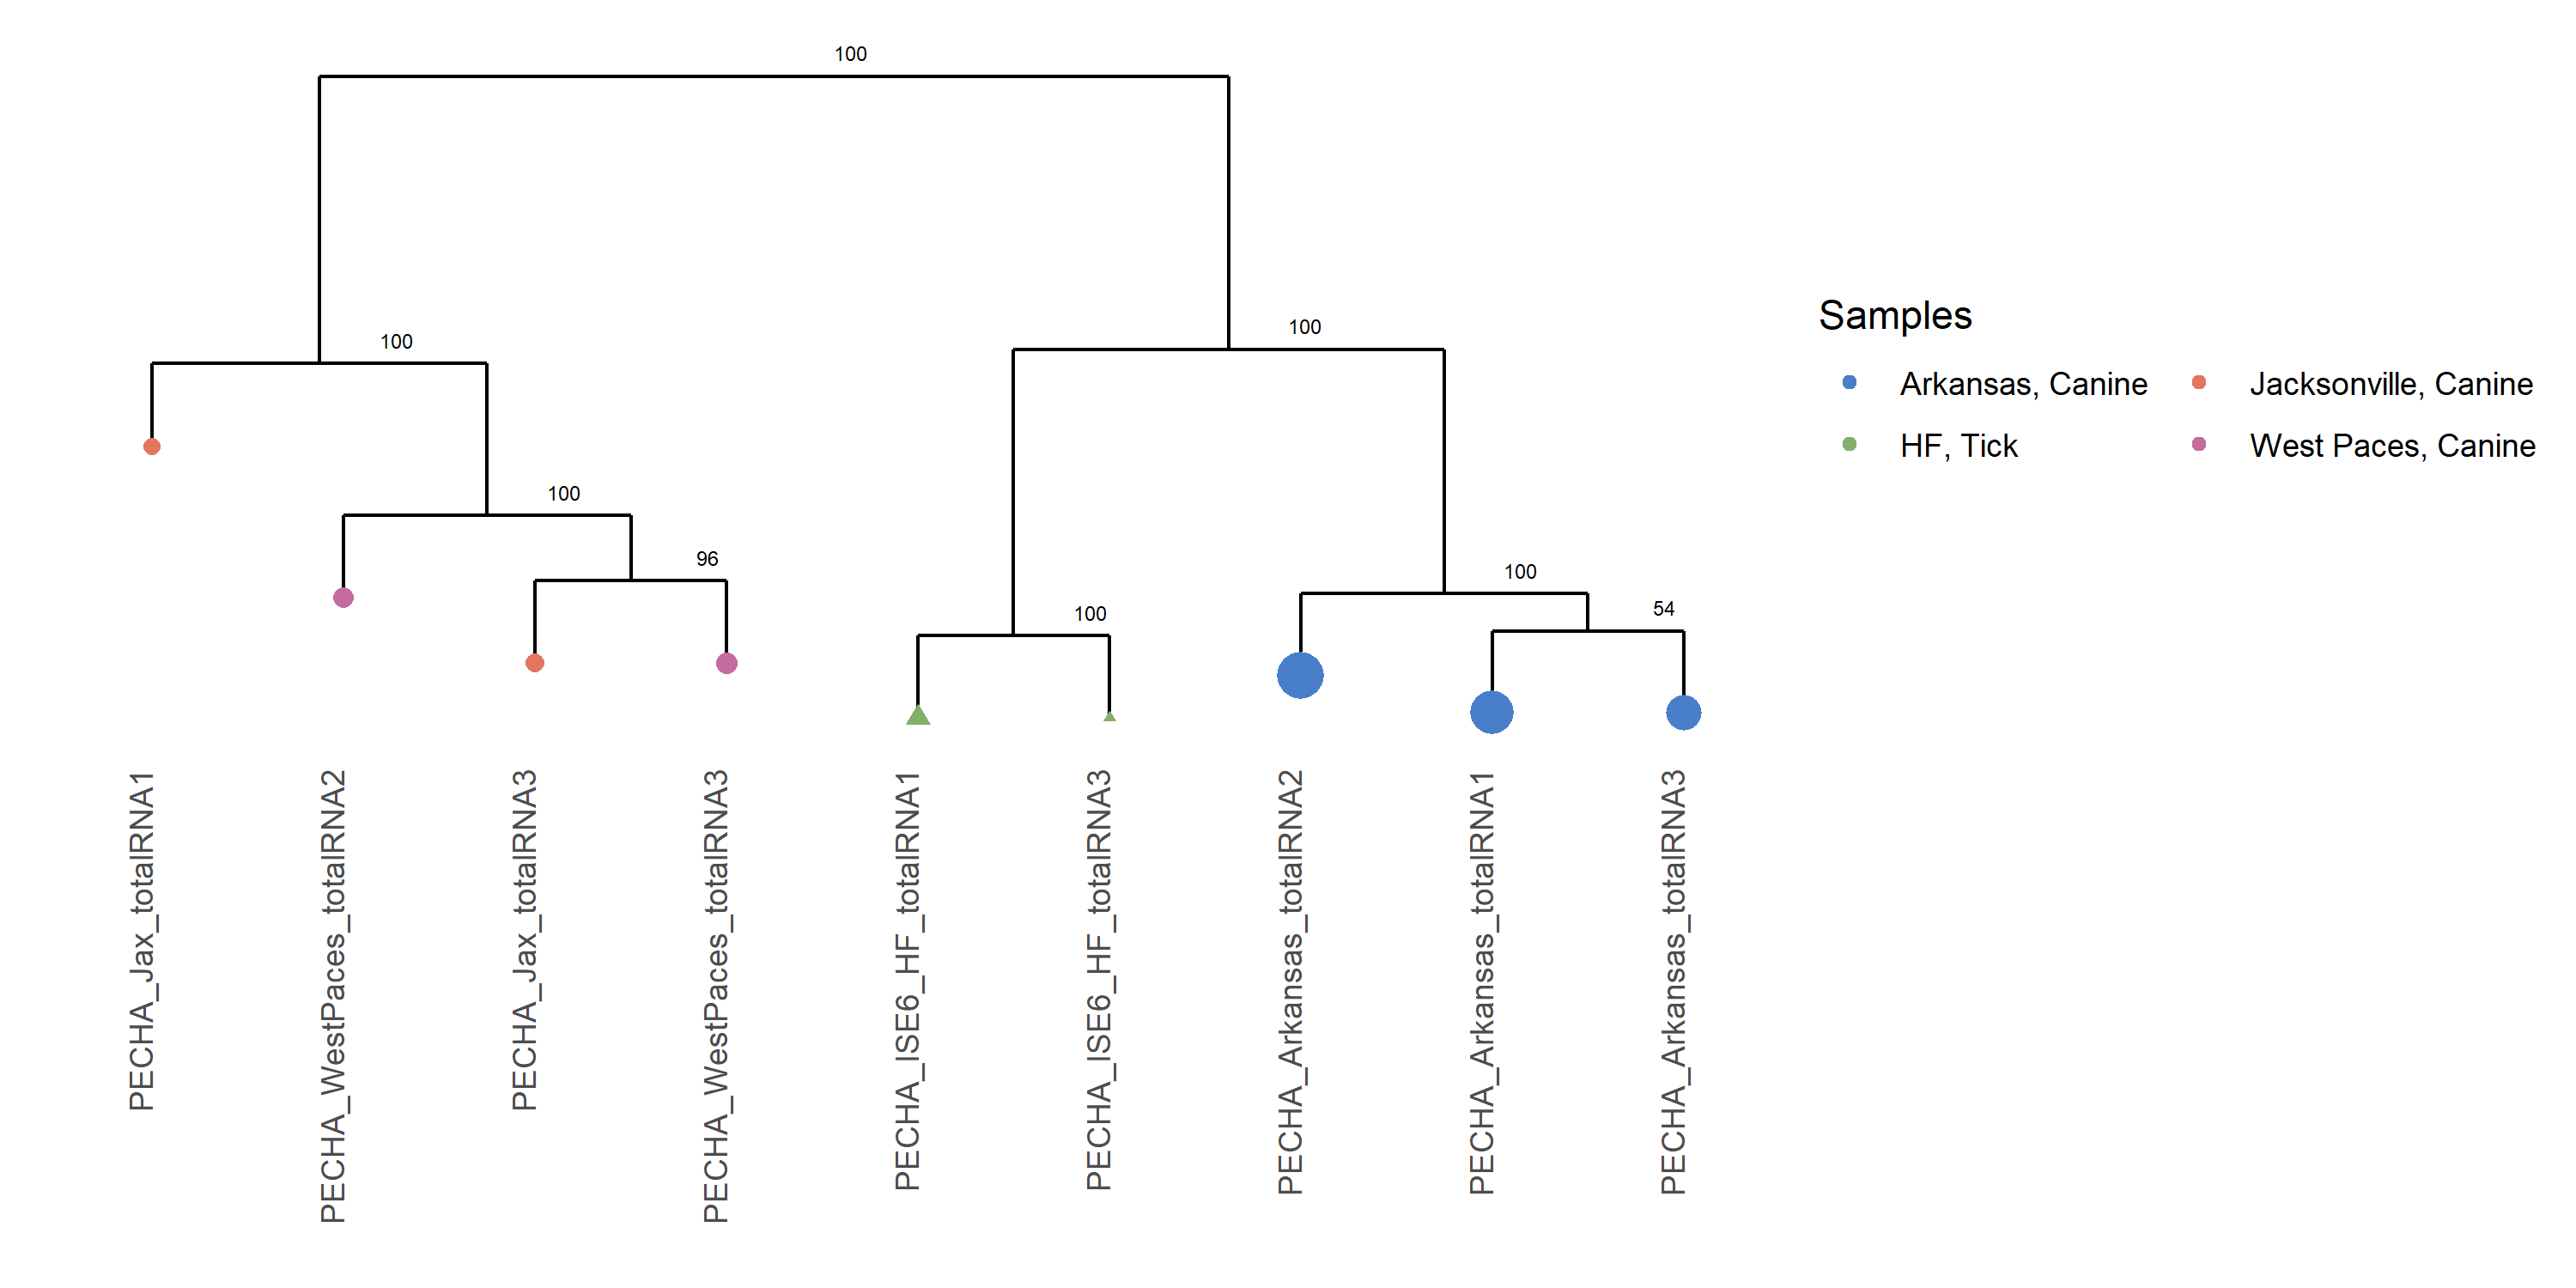 100
100
100
100
96
100
100
54
Samples
Arkansas, Canine
Jacksonville, Canine
HF, Tick
West Paces, Canine
PECHA_Jax_totalRNA1
PECHA_WestPaces_totalRNA2
PECHA_Jax_totalRNA3
PECHA_WestPaces_totalRNA3
PECHA_ISE6_HF_totalRNA1
PECHA_ISE6_HF_totalRNA3
PECHA_Arkansas_totalRNA2
PECHA_Arkansas_totalRNA1
PECHA_Arkansas_totalRNA3